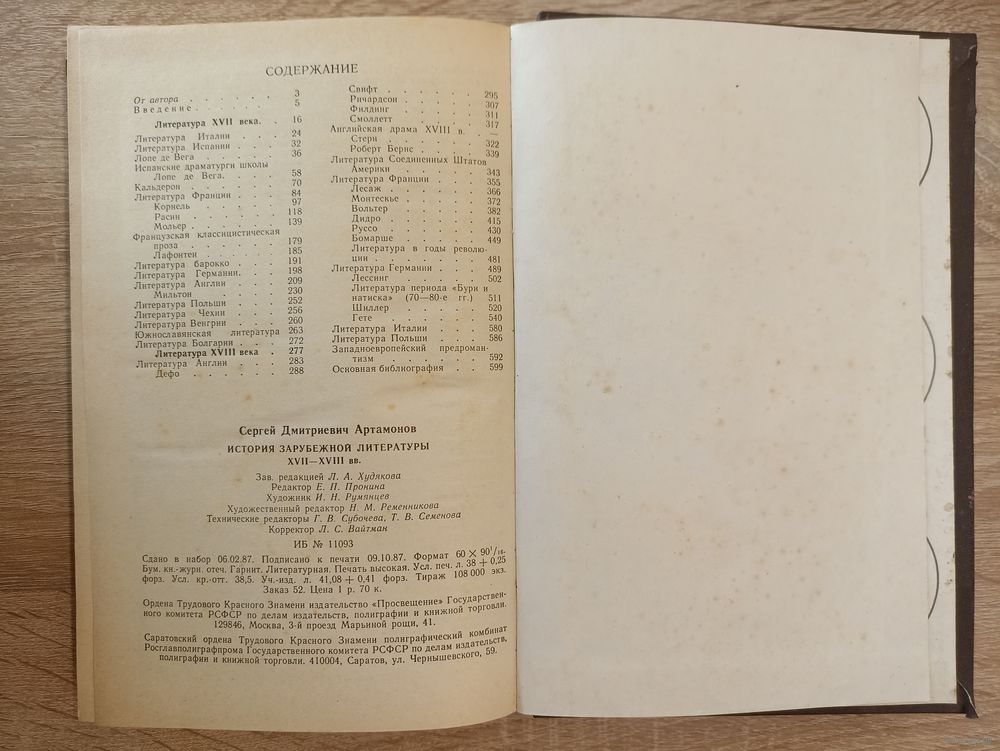 СОДЕРЖАНИЕ
От автора . . . . . . 3
Введение . . . . . . 5
Литература XVII века. . 16
Литература Италии . . . 24
Литература Испании . . . 32
Лопе де Вега . . . . . 36
Испанские драматурги школы
Лопе де Вега. . . . . 58
Кальдерон . . . . . . 70
Литература Франции . . . 84
Корнель . . . . . . 97
Расин . . . . . . 118
Мольер . . . . . . 139
Французская классицистическая
проза . . . . . . 179
Лафонтен . . . . . 185
Литература барокко . . . 191
Литература Германии. . . 198
Литература Англии . . . 209
Мильтон . . . . . 230
Литература Польши . . . 252
Литература Чехии . . . 256
Литература Венгрии . . . 260
Южнославянская литература 263
Литература Болгарии . . . 272
Литература XVIII века . 277
Литература Англии . . . 283
Дефо . . . . . . 288
Свифт . . . . . . 295
Ричардсон . . . . . 307
Филдинг . . . . . 311
Смоллетт . . . . . 317
Английская драма XVIII в. . —
Стерн . . . . . . 322
Роберт Бернс . . . . 339
Литература Соединенных Штатов
Америки . . . . . 343
Литература Франции . . . 355
Лесаж . . . . . . 366
Монтескье . . . . . 372
Вольтер . . . . . 382
Дидро . . . . . . 415
Руссо . . . . . . 430
Бомарше . . . . . 449
Литература в годы револю-
ции . . . . . . 481
Литература Германии . . . 489
Лессинг . . . . . 502
Литература периода «Бури и
натиска» (70—80-е гг.) 511
Шиллер . . . . . 520
Гете . . . . . . 540
Литература Италии . . . 580
Литература Польши . . . 586
Западноевропейский предроман-
тизм . . . . . . 592
Основная библиография . . 599
Сергей Дмитриевич Артамонов
ИСТОРИЯ ЗАРУБЕЖНОЙ ЛИТЕРАТУРЫ
XVII—XVIII вв.
Зав. редакцией Л. А. Худякова
Редактор Е. П. Пронина
Художник И. Н. Румянцев
Художественный редактор Н. М. Ременникова
Технические редакторы Г. В. Субочева, Т. В. Семенова
Корректор Л. С. Вайтман
ИБ № 11093
Сдано в набор 06.02.87. Подписано к печати 09.10.87. Формат 60 × 90¹/₁₆.
Бум. кн.-журн. отеч. Гарнит. Литературная. Печать высокая. Усл. печ. л. 38 + 0,25
форз. Усл. кр.-отт. 38,5. Уч.-изд. л. 41,08 + 0,41 форз. Тираж 108 000 экз.
Заказ 52. Цена 1 р. 70 к.
Ордена Трудового Красного Знамени издательство «Просвещение» Государствен-
ного комитета РСФСР по делам издательств, полиграфии и книжной торговли.
129846, Москва, 3-й проезд Марьиной рощи, 41.
Саратовский ордена Трудового Красного Знамени полиграфический комбинат
Росглавполиграфпрома Государственного комитета РСФСР по делам издательств,
полиграфии и книжной торговли. 410004, Саратов, ул. Чернышевского, 59.